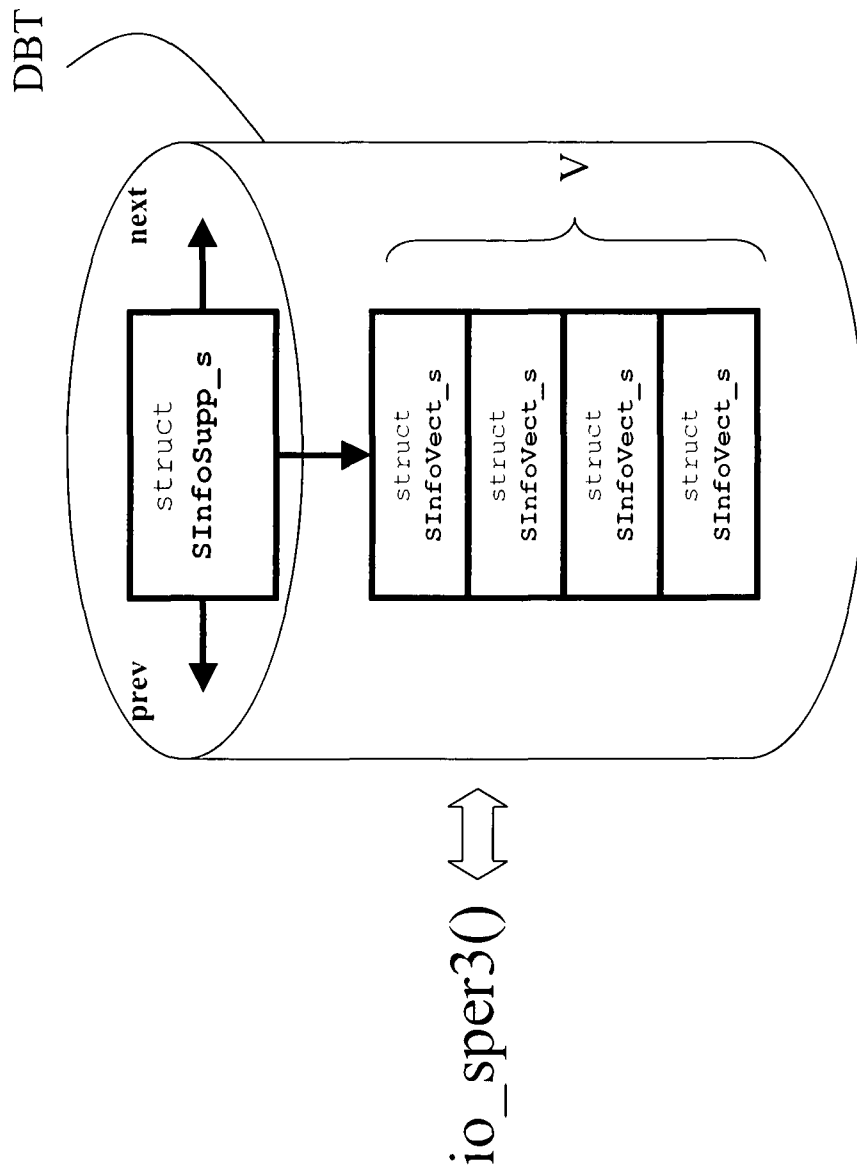 DBT
prev
next
struct
SInfoSupp_s
struct
SInfoVect_s
struct
SInfoVect_s
struct
SInfoVect_s
struct
SInfoVect_s
V
io_sper3()